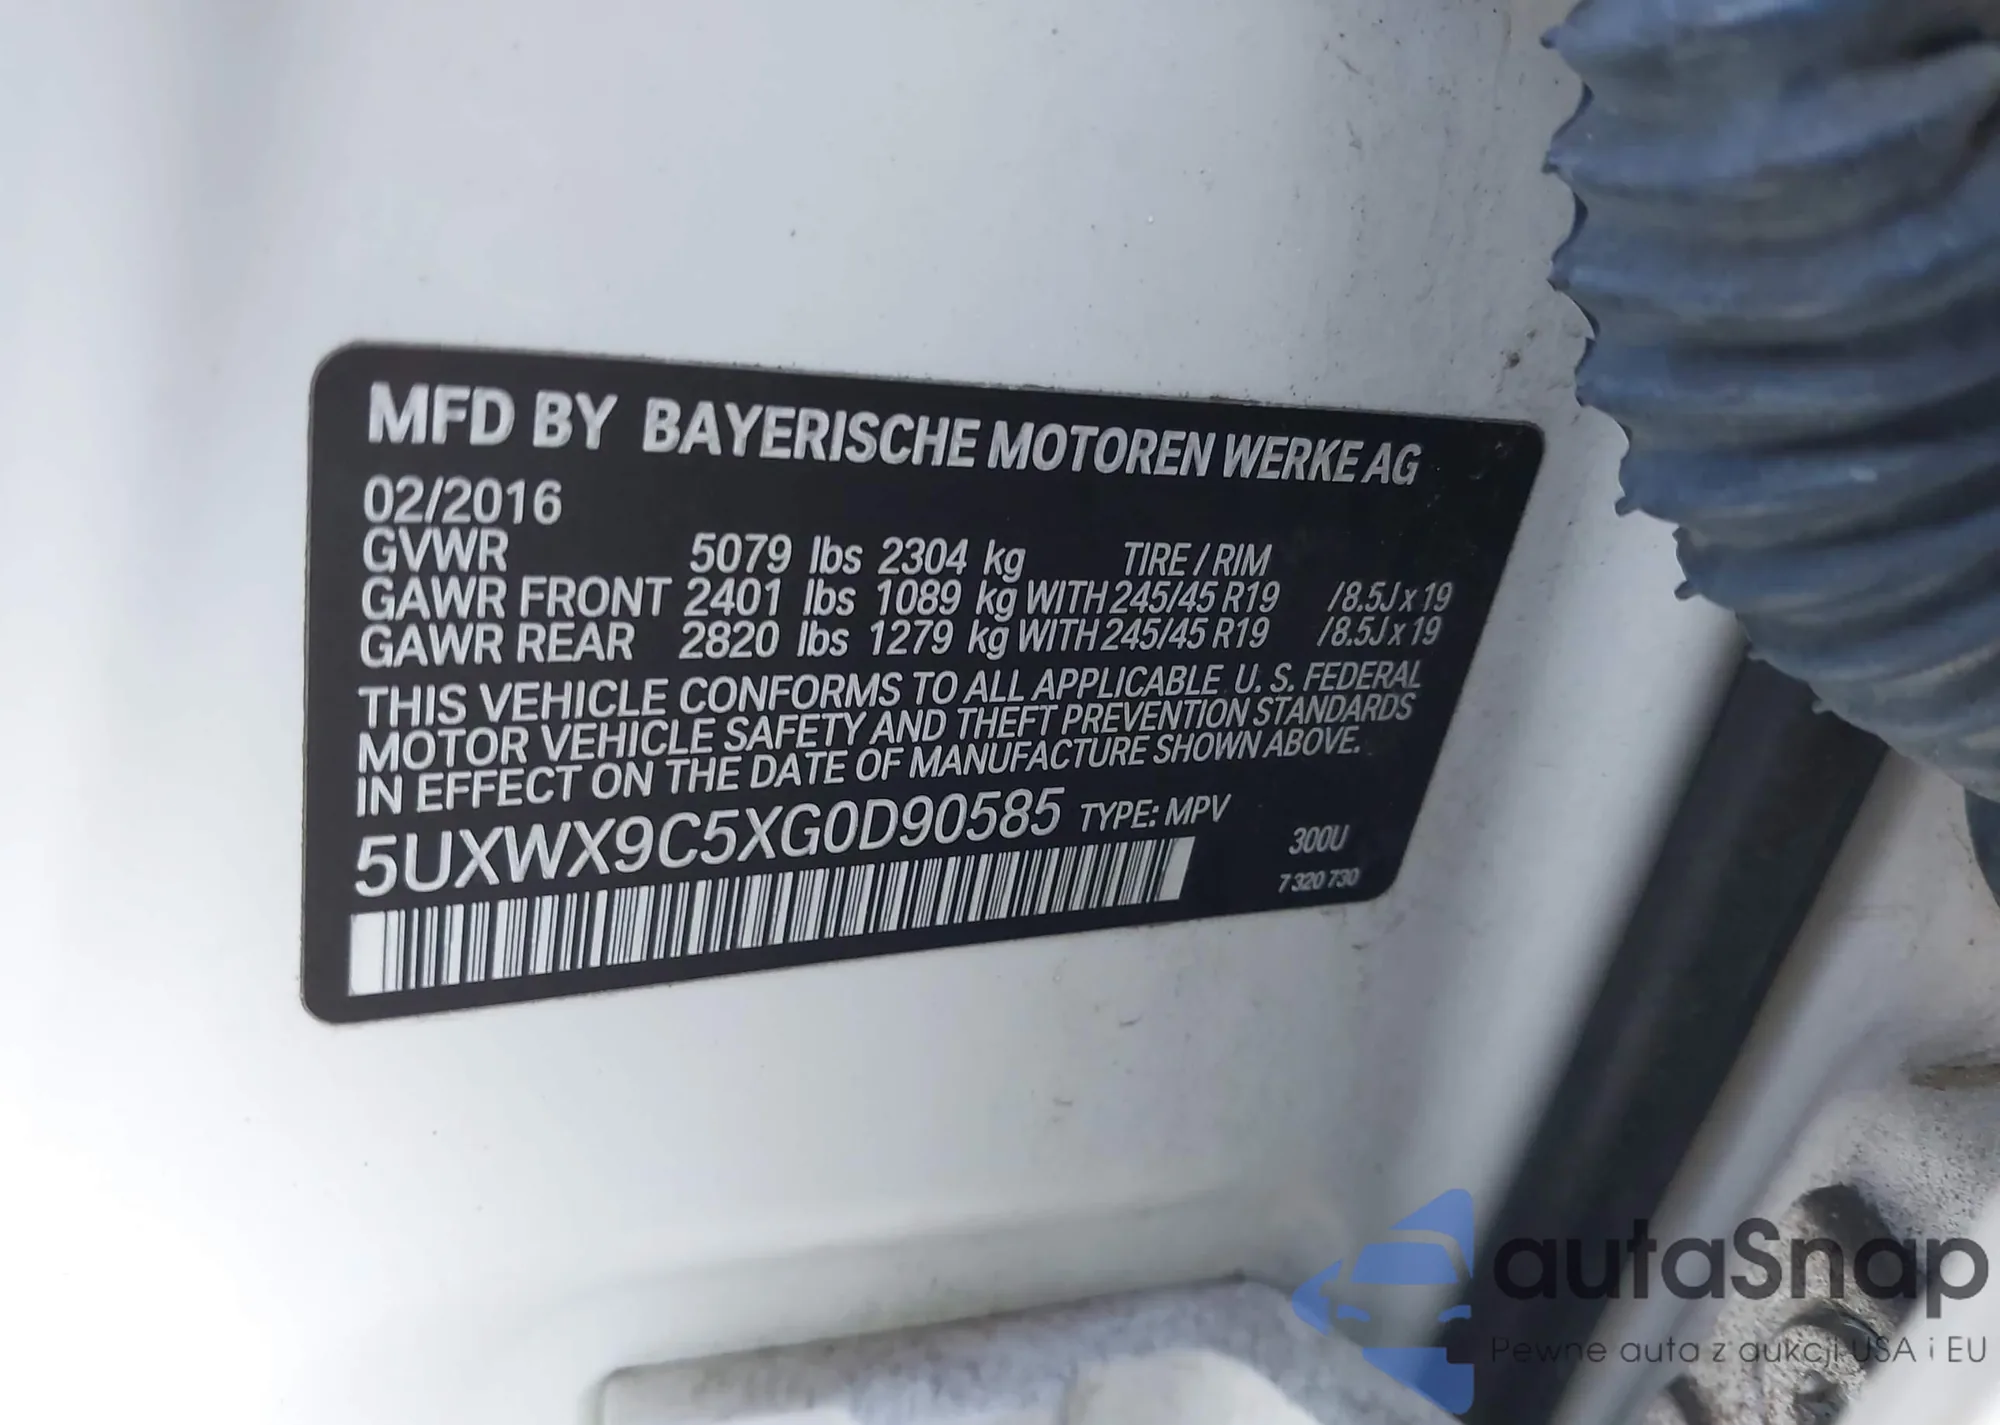 MFD BY BAYERISCHE MOTOREN WERKE AG
02/2016
GVWR 5079 lbs 2304 kg TIRE / RIM
GAWR FRONT 2401 lbs 1089 kg WITH 245/45 R19 /8.5J x 19
GAWR REAR 2820 lbs 1279 kg WITH 245/45 R19 /8.5J x 19
THIS VEHICLE CONFORMS TO ALL APPLICABLE U. S. FEDERAL
MOTOR VEHICLE SAFETY AND THEFT PREVENTION STANDARDS
IN EFFECT ON THE DATE OF MANUFACTURE SHOWN ABOVE.
5UXWX9C5XG0D90585 TYPE: MPV
300U
7 320 730
autaSnap
Pewne auta z aukcji USA i EU